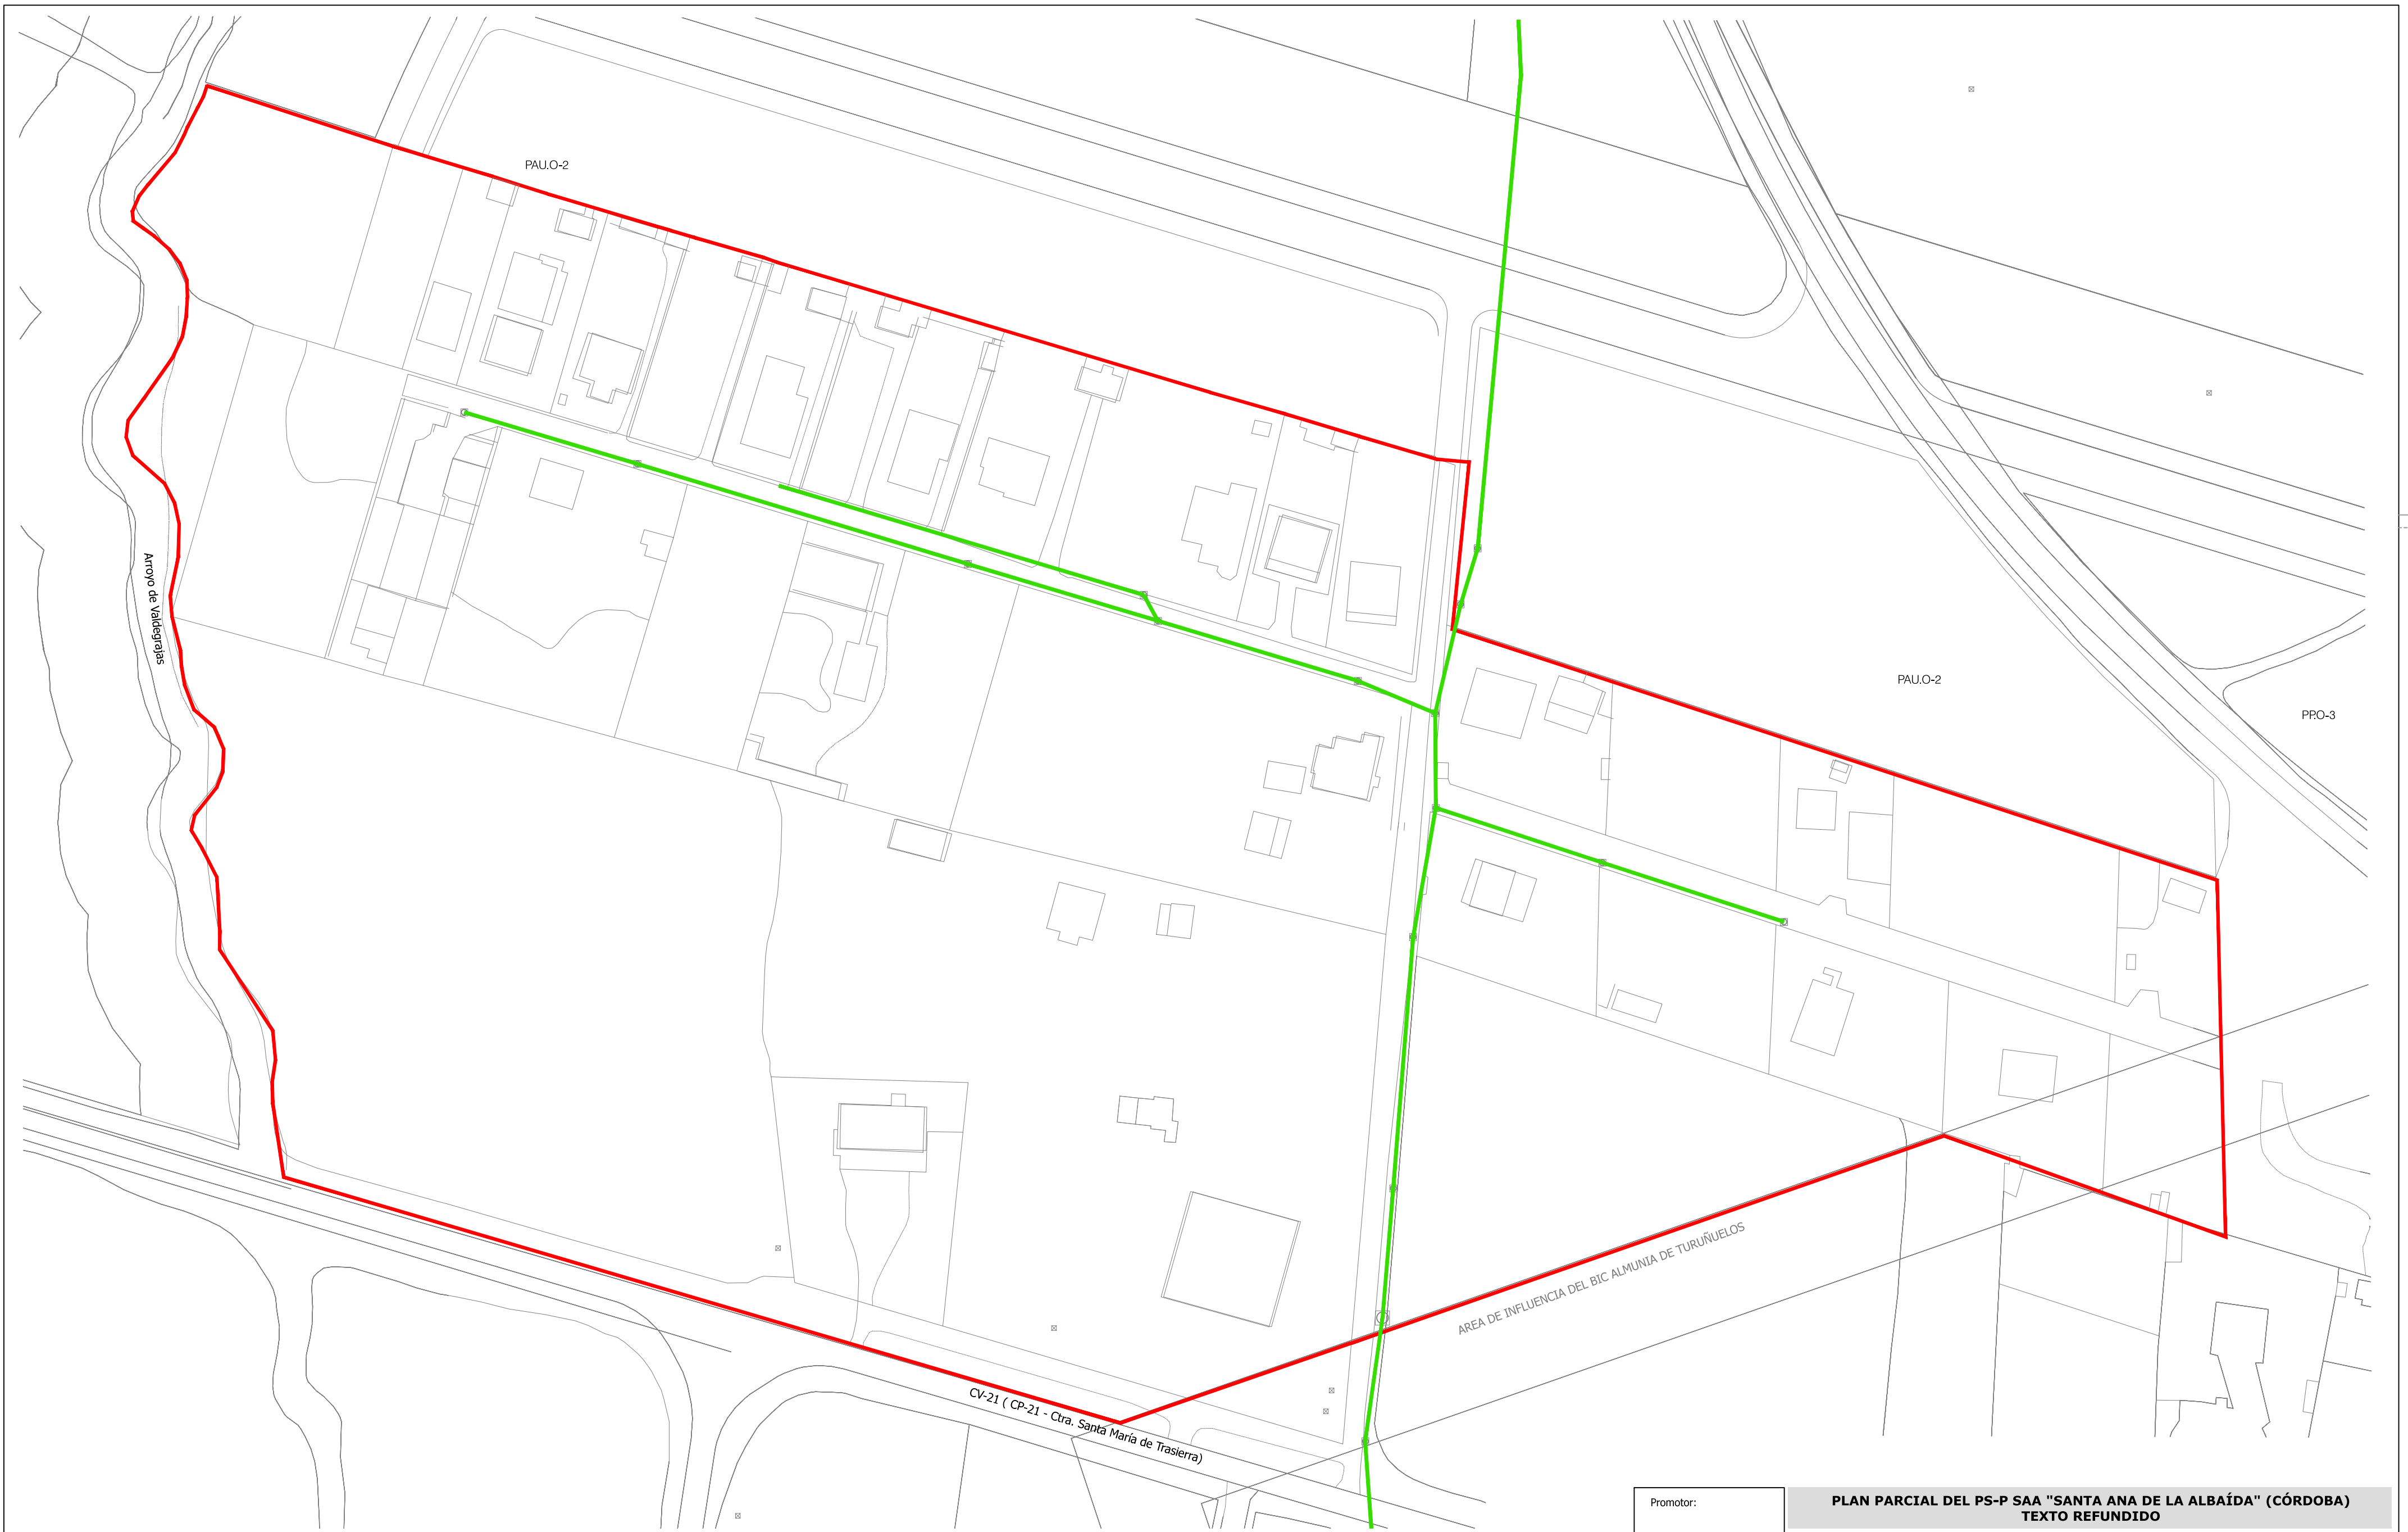 PAU.O-2
Arroyo de Valdegrajas
PAU.O-2
PP.O-3
AREA DE INFLUENCIA DEL BIC ALMUNIA DE TURUÑUELOS
CV-21 ( CP-21 - Ctra. Santa María de Trasierra)
Promotor:
PLAN PARCIAL DEL PS-P SAA "SANTA ANA DE LA ALBAÍDA" (CÓRDOBA)
TEXTO REFUNDIDO